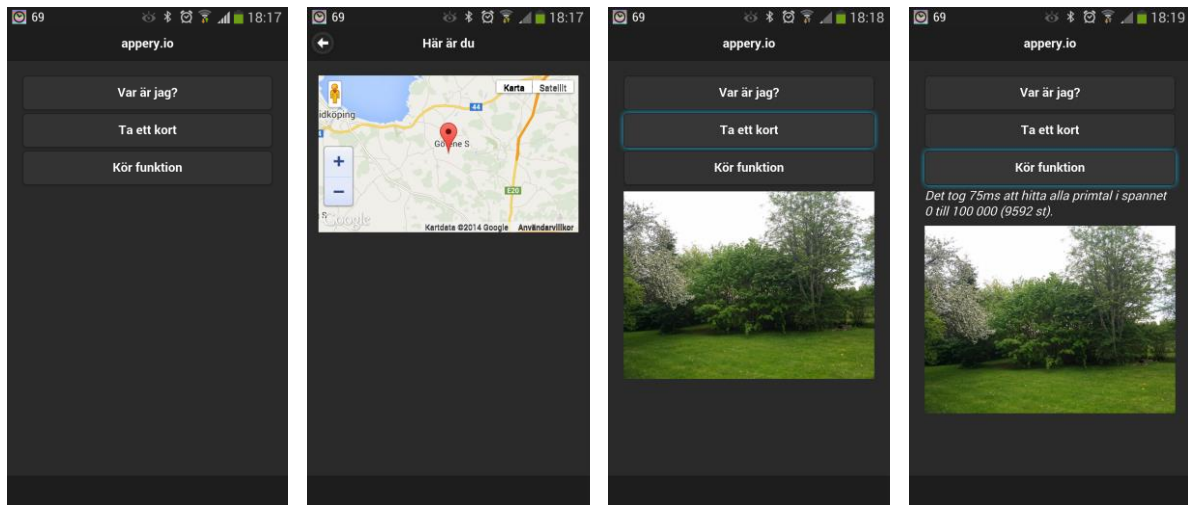 69 18:17
appery.io
Var är jag?
Ta ett kort
Kör funktion
69 18:17
Här är du
Karta Satellit
44
idköping
Götene S
+
E20
−
Google
Kartdata ©2014 Google Användarvillkor
69 18:18
appery.io
Var är jag?
Ta ett kort
Kör funktion
69 18:19
appery.io
Var är jag?
Ta ett kort
Kör funktion
Det tog 75ms att hitta alla primtal i spannet
0 till 100 000 (9592 st).